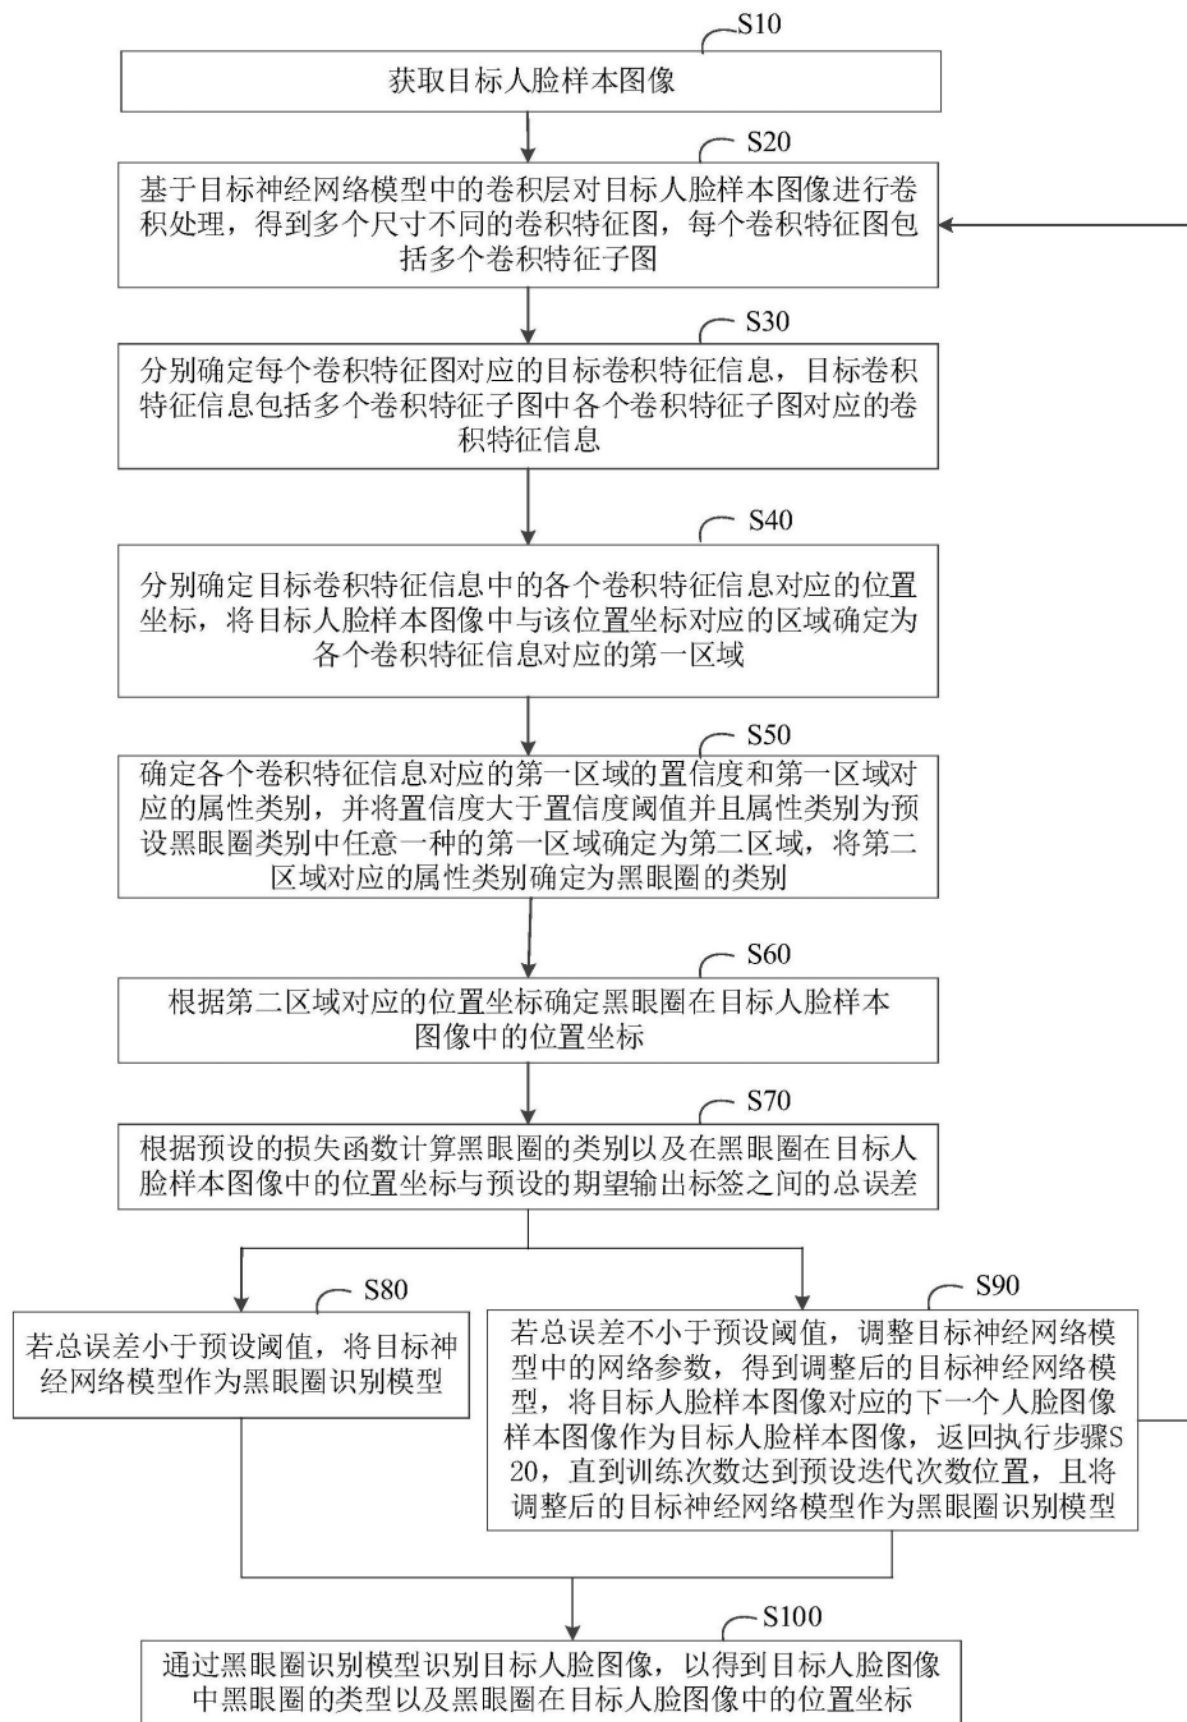 S10
获取目标人脸样本图像
S20
基于目标神经网络模型中的卷积层对目标人脸样本图像进行卷
积处理，得到多个尺寸不同的卷积特征图，每个卷积特征图包
括多个卷积特征子图
S30
分别确定每个卷积特征图对应的目标卷积特征信息，目标卷积
特征信息包括多个卷积特征子图中各个卷积特征子图对应的卷
积特征信息
S40
分别确定目标卷积特征信息中的各个卷积特征信息对应的位置
坐标，将目标人脸样本图像中与该位置坐标对应的区域确定为
各个卷积特征信息对应的第一区域
S50
确定各个卷积特征信息对应的第一区域的置信度和第一区域对
应的属性类别，并将置信度大于置信度阈值并且属性类别为预
设黑眼圈类别中任意一种的第一区域确定为第二区域，将第二
区域对应的属性类别确定为黑眼圈的类别
S60
根据第二区域对应的位置坐标确定黑眼圈在目标人脸样本
图像中的位置坐标
S70
根据预设的损失函数计算黑眼圈的类别以及在黑眼圈在目标人
脸样本图像中的位置坐标与预设的期望输出标签之间的总误差
S80
若总误差小于预设阈值，将目标神
经网络模型作为黑眼圈识别模型
S90
若总误差不小于预设阈值，调整目标神经网络模
型中的网络参数，得到调整后的目标神经网络模
型，将目标人脸样本图像对应的下一个人脸图像
样本图像作为目标人脸样本图像，返回执行步骤S
20，直到训练次数达到预设迭代次数位置，且将
调整后的目标神经网络模型作为黑眼圈识别模型
S100
通过黑眼圈识别模型识别目标人脸图像，以得到目标人脸图像
中黑眼圈的类型以及黑眼圈在目标人脸图像中的位置坐标